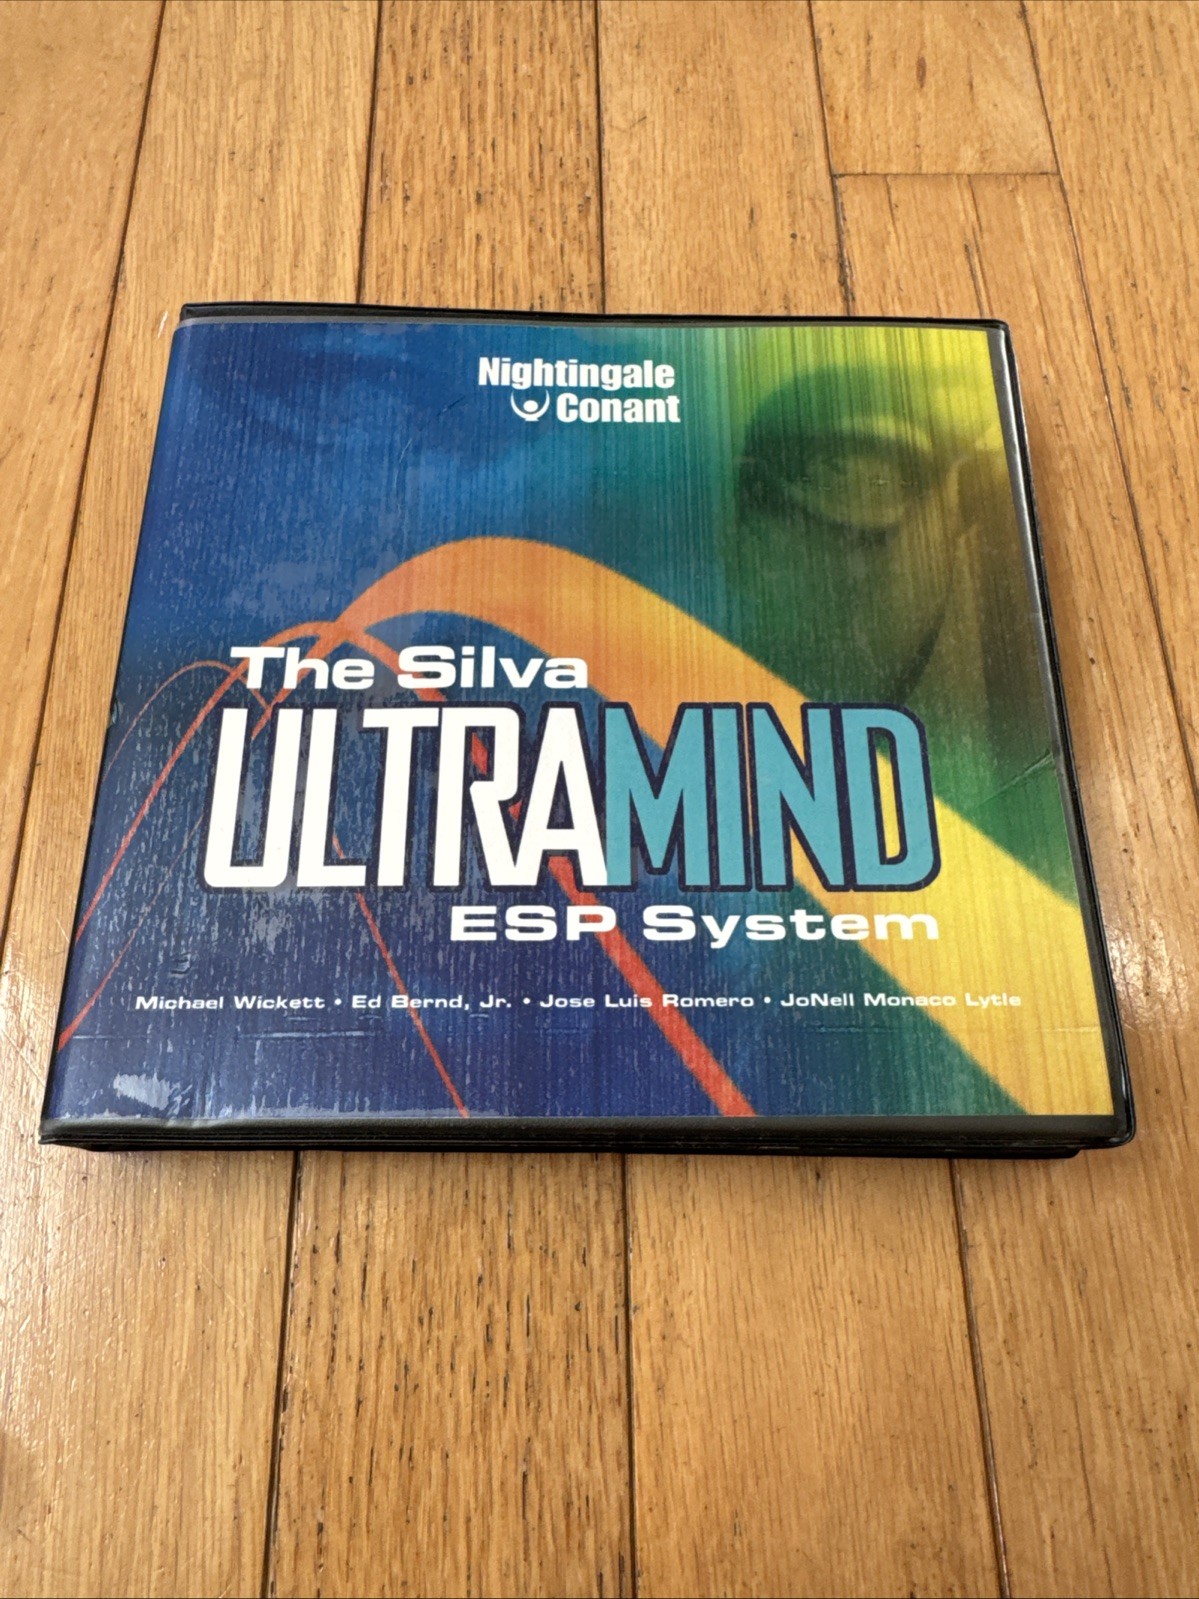 Nightingale
Conant
The Silva
ULTRAMIND
ESP System
Michael Wickett • Ed Bernd, Jr. • Jose Luis Romero • JoNell Monaco Lytle